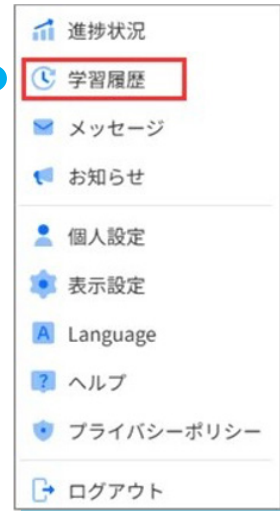 進捗状況
学習履歴
メッセージ
お知らせ
個人設定
表示設定
A Language
? ヘルプ
プライバシーポリシー
ログアウト